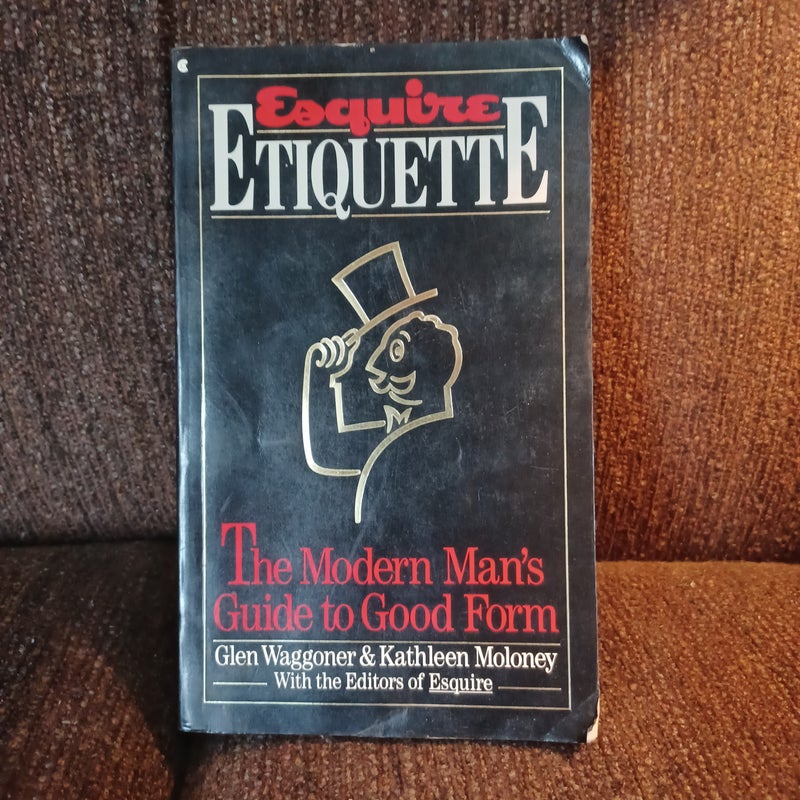 Esquire
ETIQUETTE
The Modern Man's
Guide to Good Form
Glen Waggoner & Kathleen Moloney
With the Editors of Esquire